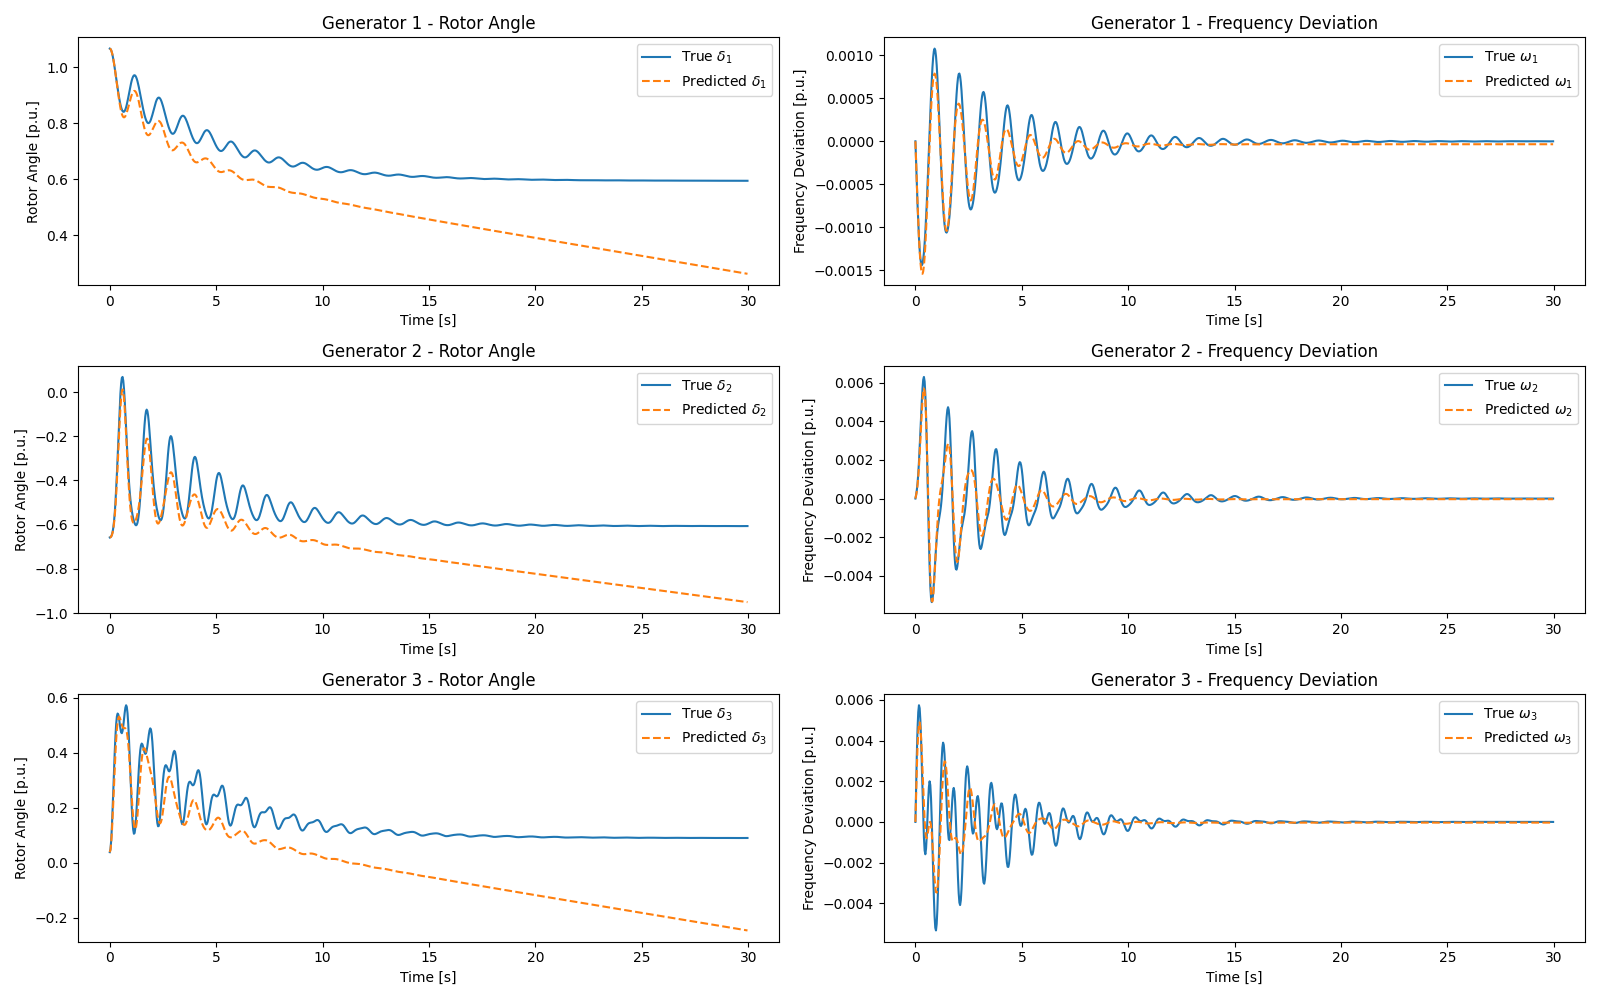 Generator 1 - Rotor Angle
Rotor Angle [p.u.]
1.0
0.8
0.6
0.4
True δ1
Predicted δ1
0 5 10 15 20 25 30
Time [s]
Generator 1 - Frequency Deviation
Frequency Deviation [p.u.]
0.0010
0.0005
0.0000
−0.0005
−0.0010
−0.0015
True ω1
Predicted ω1
0 5 10 15 20 25 30
Time [s]
Generator 2 - Rotor Angle
Rotor Angle [p.u.]
0.0
−0.2
−0.4
−0.6
−0.8
−1.0
True δ2
Predicted δ2
0 5 10 15 20 25 30
Time [s]
Generator 2 - Frequency Deviation
Frequency Deviation [p.u.]
0.006
0.004
0.002
0.000
−0.002
−0.004
True ω2
Predicted ω2
0 5 10 15 20 25 30
Time [s]
Generator 3 - Rotor Angle
Rotor Angle [p.u.]
0.6
0.4
0.2
0.0
−0.2
True δ3
Predicted δ3
0 5 10 15 20 25 30
Time [s]
Generator 3 - Frequency Deviation
Frequency Deviation [p.u.]
0.006
0.004
0.002
0.000
−0.002
−0.004
True ω3
Predicted ω3
0 5 10 15 20 25 30
Time [s]